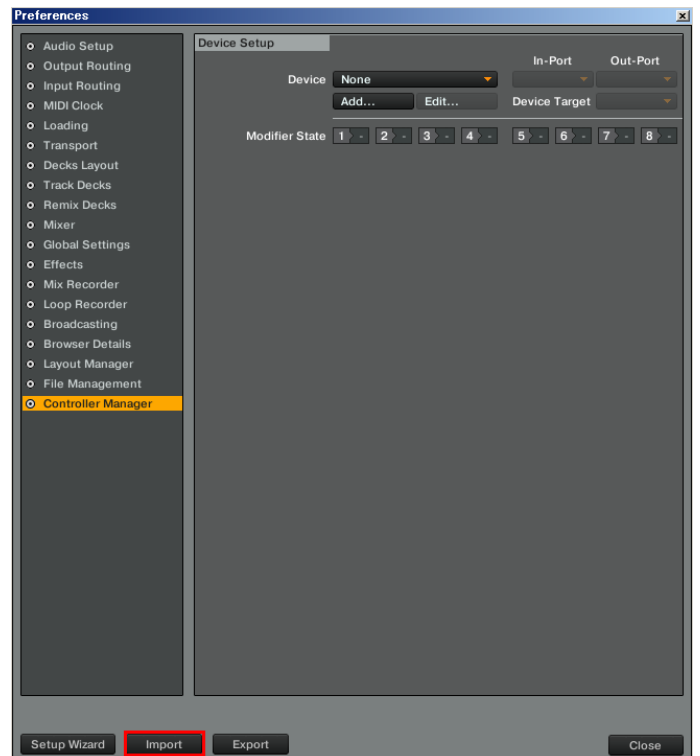 Preferences
Audio Setup
Output Routing
Input Routing
MIDI Clock
Loading
Transport
Decks Layout
Track Decks
Remix Decks
Mixer
Global Settings
Effects
Mix Recorder
Loop Recorder
Broadcasting
Browser Details
Layout Manager
File Management
Controller Manager
Device Setup
In-Port Out-Port
Device None
Add... Edit... Device Target
Modifier State 1 - 2 - 3 - 4 - 5 - 6 - 7 - 8 -
Setup Wizard Import Export Close